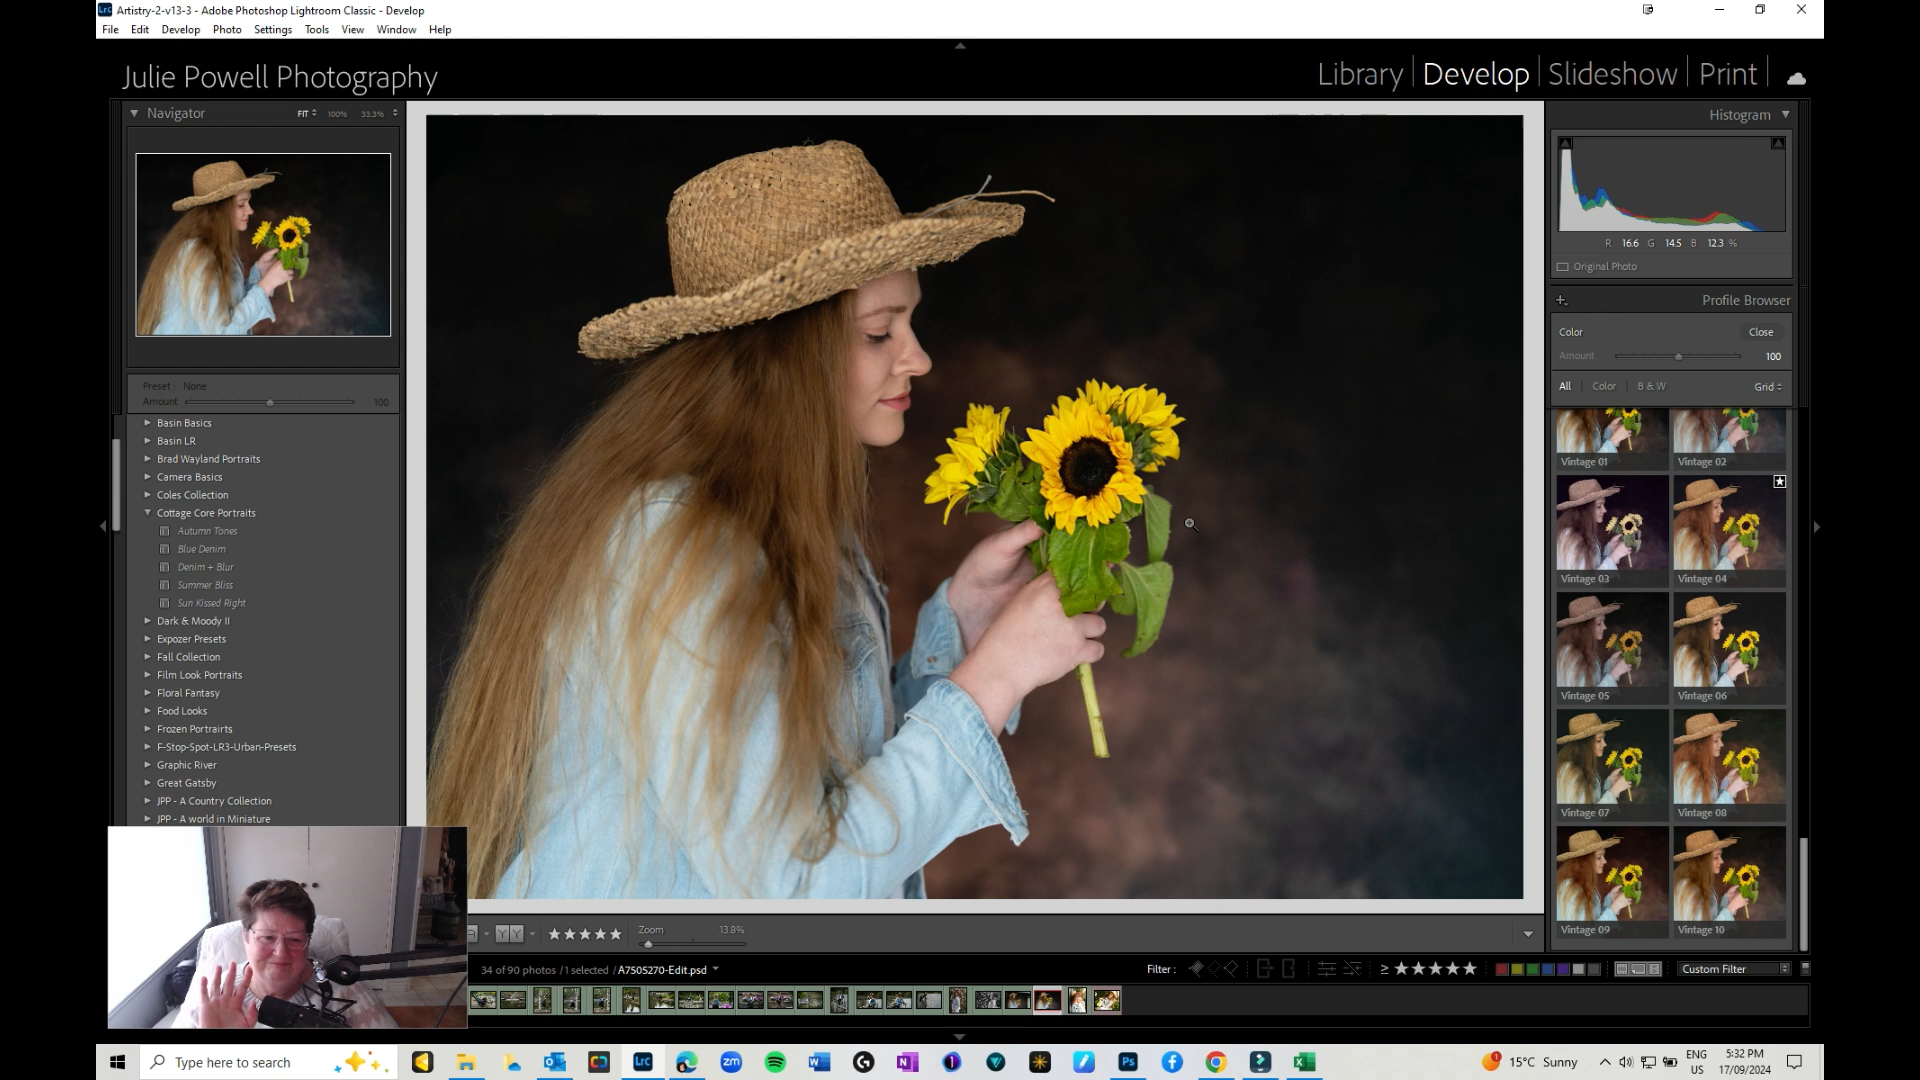 Artistry-2-v13-3 - Adobe Photoshop Lightroom Classic - Develop
File Edit Develop Photo Settings Tools View Window Help
Julie Powell Photography
Library Develop Slideshow Print
Navigator FIT 100% 33.3%
Histogram
R 16.6 G 14.5 B 12.3 %
Original Photo
Profile Browser
Color Close
Amount 100
All Color B & W Grid
Preset : None
Amount 100
Basin Basics
Basin LR
Brad Wayland Portraits
Camera Basics
Coles Collection
Cottage Core Portraits
Autumn Tones
Blue Denim
Denim + Blur
Summer Bliss
Sun Kissed Right
Dark & Moody II
Expozer Presets
Fall Collection
Film Look Portraits
Floral Fantasy
Food Looks
Frozen Portrairts
F-Stop-Spot-LR3-Urban-Presets
Graphic River
Great Gatsby
JPP - A Country Collection
JPP - A world in Miniature
Vintage 01 Vintage 02
Vintage 03 Vintage 04
Vintage 05 Vintage 06
Vintage 07 Vintage 08
Vintage 09 Vintage 10
Zoom 13.8%
34 of 90 photos / 1 selected / A7S05270-Edit.psd
Filter : ≥ Custom Filter
Type here to search
LrC zm Ps
15°C Sunny
ENG
US
5:32 PM
17/09/2024